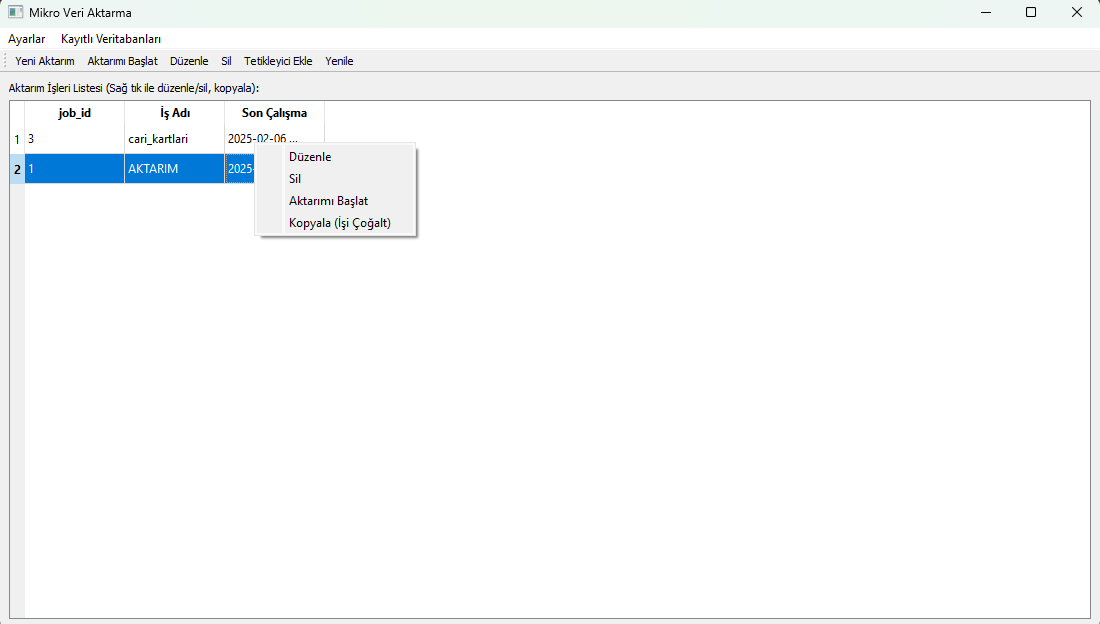 Mikro Veri Aktarma
Ayarlar Kayıtlı Veritabanları
Yeni Aktarım Aktarımı Başlat Düzenle Sil Tetikleyici Ekle Yenile
Aktarım İşleri Listesi (Sağ tık ile düzenle/sil, kopyala):
job_id İş Adı Son Çalışma
1 3 cari_kartlari 2025-02-06 ...
2 1 AKTARIM 2025-
Düzenle
Sil
Aktarımı Başlat
Kopyala (İşi Çoğalt)